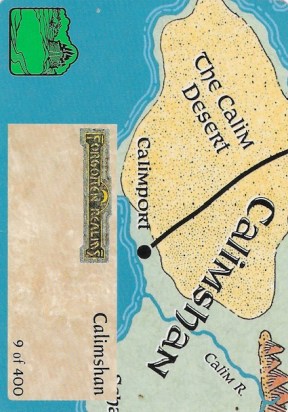 The Calim
Desert
Calimport
Calimshan
Calim R.
FORGOTTEN REALMS
Calimshan
9 of 400